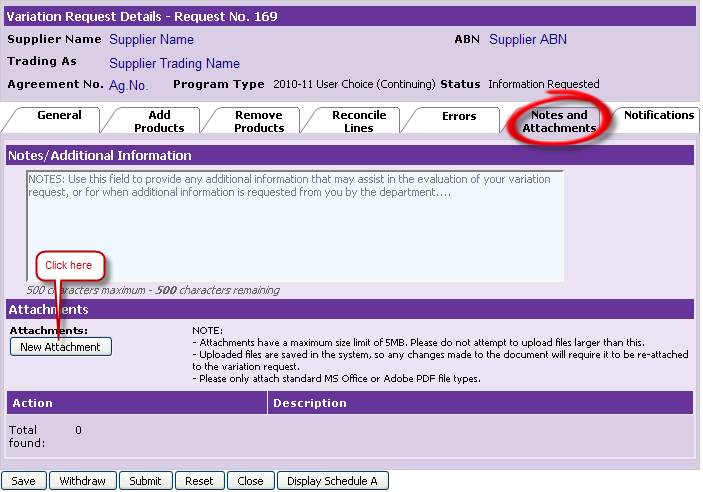 Variation Request Details - Request No. 169
Supplier Name Supplier Name ABN Supplier ABN
Trading As Supplier Trading Name
Agreement No. Ag.No. Program Type 2010-11 User Choice (Continuing) Status Information Requested
General Add Products Remove Products Reconcile Lines Errors Notes and Attachments Notifications
Notes/Additional Information
NOTES: Use this field to provide any additional information that may assist in the evaluation of your variation
request, or for when additional information is requested from you by the department....
Click here
500 characters maximum - 500 characters remaining
Attachments
Attachments:
New Attachment
NOTE:
- Attachments have a maximum size limit of 5MB. Please do not attempt to upload files larger than this.
- Uploaded files are saved in the system, so any changes made to the document will require it to be re-attached
to the variation request.
- Please only attach standard MS Office or Adobe PDF file types.
Action Description
Total found: 0
Save Withdraw Submit Reset Close Display Schedule A